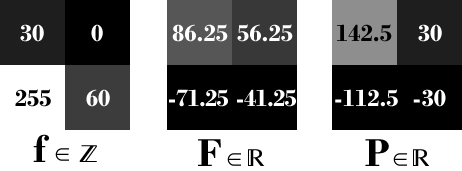 30 0 86.25 56.25 142.5 30
255 60 -71.25 -41.25 -112.5 -30
f ∈ ℤ F ∈ ℝ P ∈ ℝ